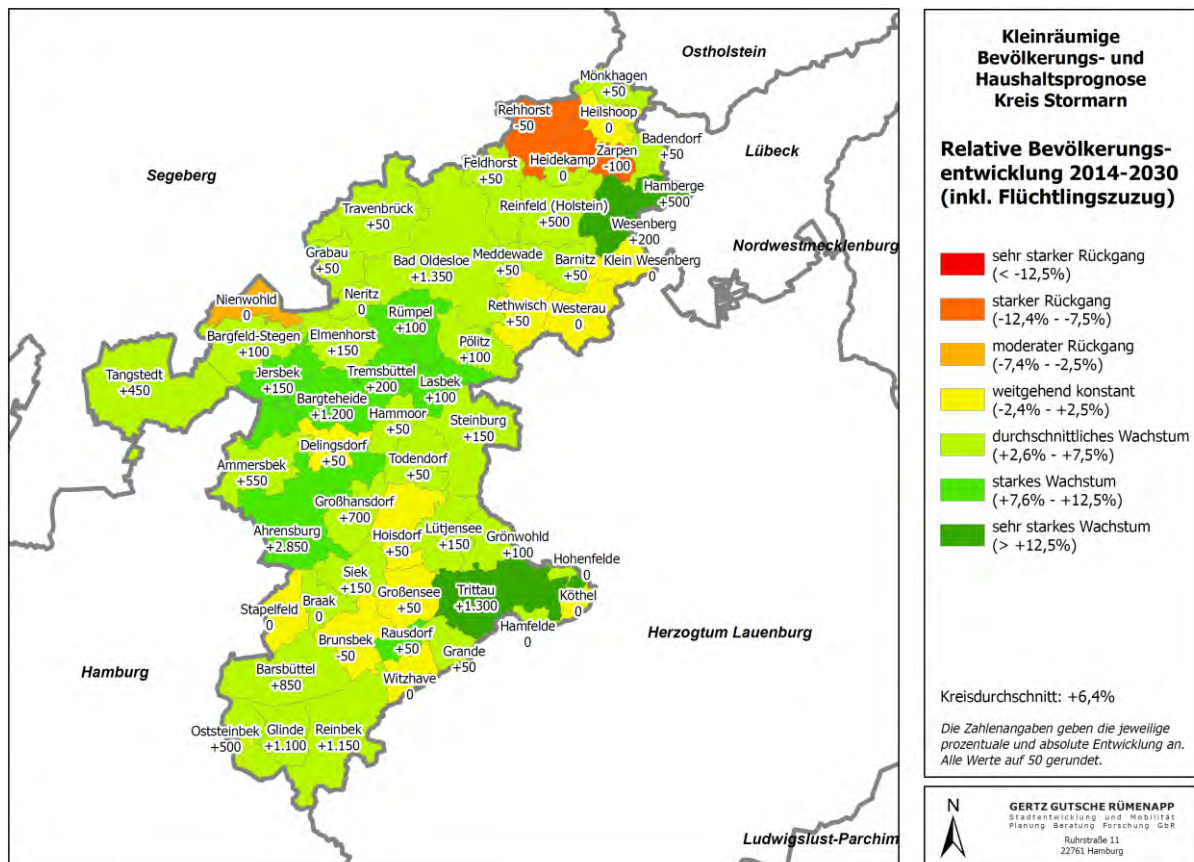 Ostholstein
Mönkhagen
+50
Rehhorst
-50
Heilshoop
0
Badendorf
+50
Lübeck
Zarpen
-100
Feldhorst
+50
Heidekamp
0
Segeberg
Hamberge
+500
Travenbrück
+50
Reinfeld (Holstein)
+500
Wesenberg
+200
Nordwestmecklenburg
Grabau
+50
Bad Oldesloe
+1.350
Meddewade
+50
Barnitz
+50
Klein Wesenberg
0
Nienwohld
0
Neritz
0
Rümpel
+100
Rethwisch
+50
Westerau
0
Bargfeld-Stegen
+100
Elmenhorst
+150
Pölitz
+100
Tangstedt
+450
Jersbek
+150
Tremsbüttel
+200
Lasbek
+100
Bargteheide
+1.200
Hammoor
+50
Steinburg
+150
Delingsdorf
+50
Ammersbek
+550
Todendorf
+50
Großhansdorf
+700
Ahrensburg
+2.850
Hoisdorf
+50
Lütjensee
+150
Grönwohld
+100
Hohenfelde
0
Siek
+150
Großensee
+50
Trittau
+1.300
Köthel
0
Stapelfeld
0
Braak
0
Hamfelde
0
Herzogtum Lauenburg
Brunsbek
-50
Rausdorf
+50
Grande
+50
Hamburg
Barsbüttel
+850
Witzhave
0
Oststeinbek
+500
Glinde
+1.100
Reinbek
+1.150
Ludwigslust-Parchim
Kleinräumige
Bevölkerungs- und
Haushaltsprognose
Kreis Stormarn
Relative Bevölkerungs-
entwicklung 2014-2030
(inkl. Flüchtlingszuzug)
sehr starker Rückgang
(< -12,5%)
starker Rückgang
(-12,4% - -7,5%)
moderater Rückgang
(-7,4% - -2,5%)
weitgehend konstant
(-2,4% - +2,5%)
durchschnittliches Wachstum
(+2,6% - +7,5%)
starkes Wachstum
(+7,6% - +12,5%)
sehr starkes Wachstum
(> +12,5%)
Kreisdurchschnitt: +6,4%
Die Zahlenangaben geben die jeweilige
prozentuale und absolute Entwicklung an.
Alle Werte auf 50 gerundet.
N
GERTZ GUTSCHE RÜMENAPP
Stadtentwicklung und Mobilität
Planung Beratung Forschung GbR
Ruhrstraße 11
22761 Hamburg